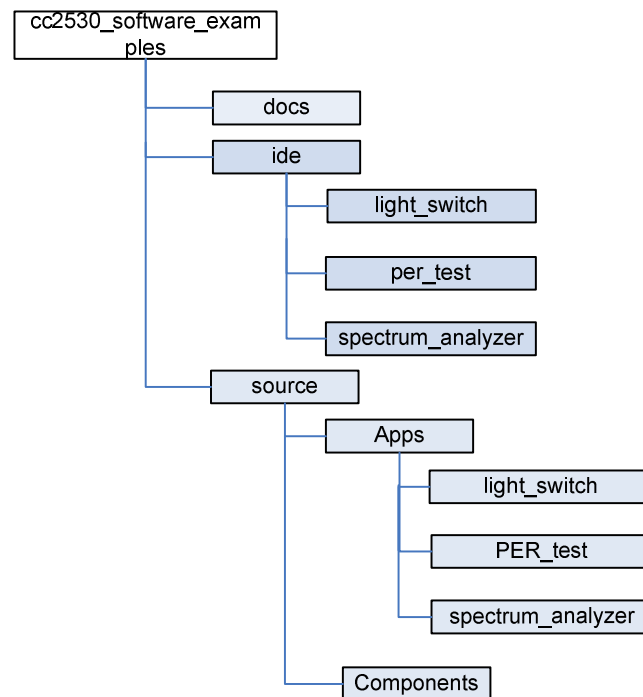 cc2530_software_exam
ples
docs
ide
light_switch
per_test
spectrum_analyzer
source
Apps
light_switch
PER_test
spectrum_analyzer
Components